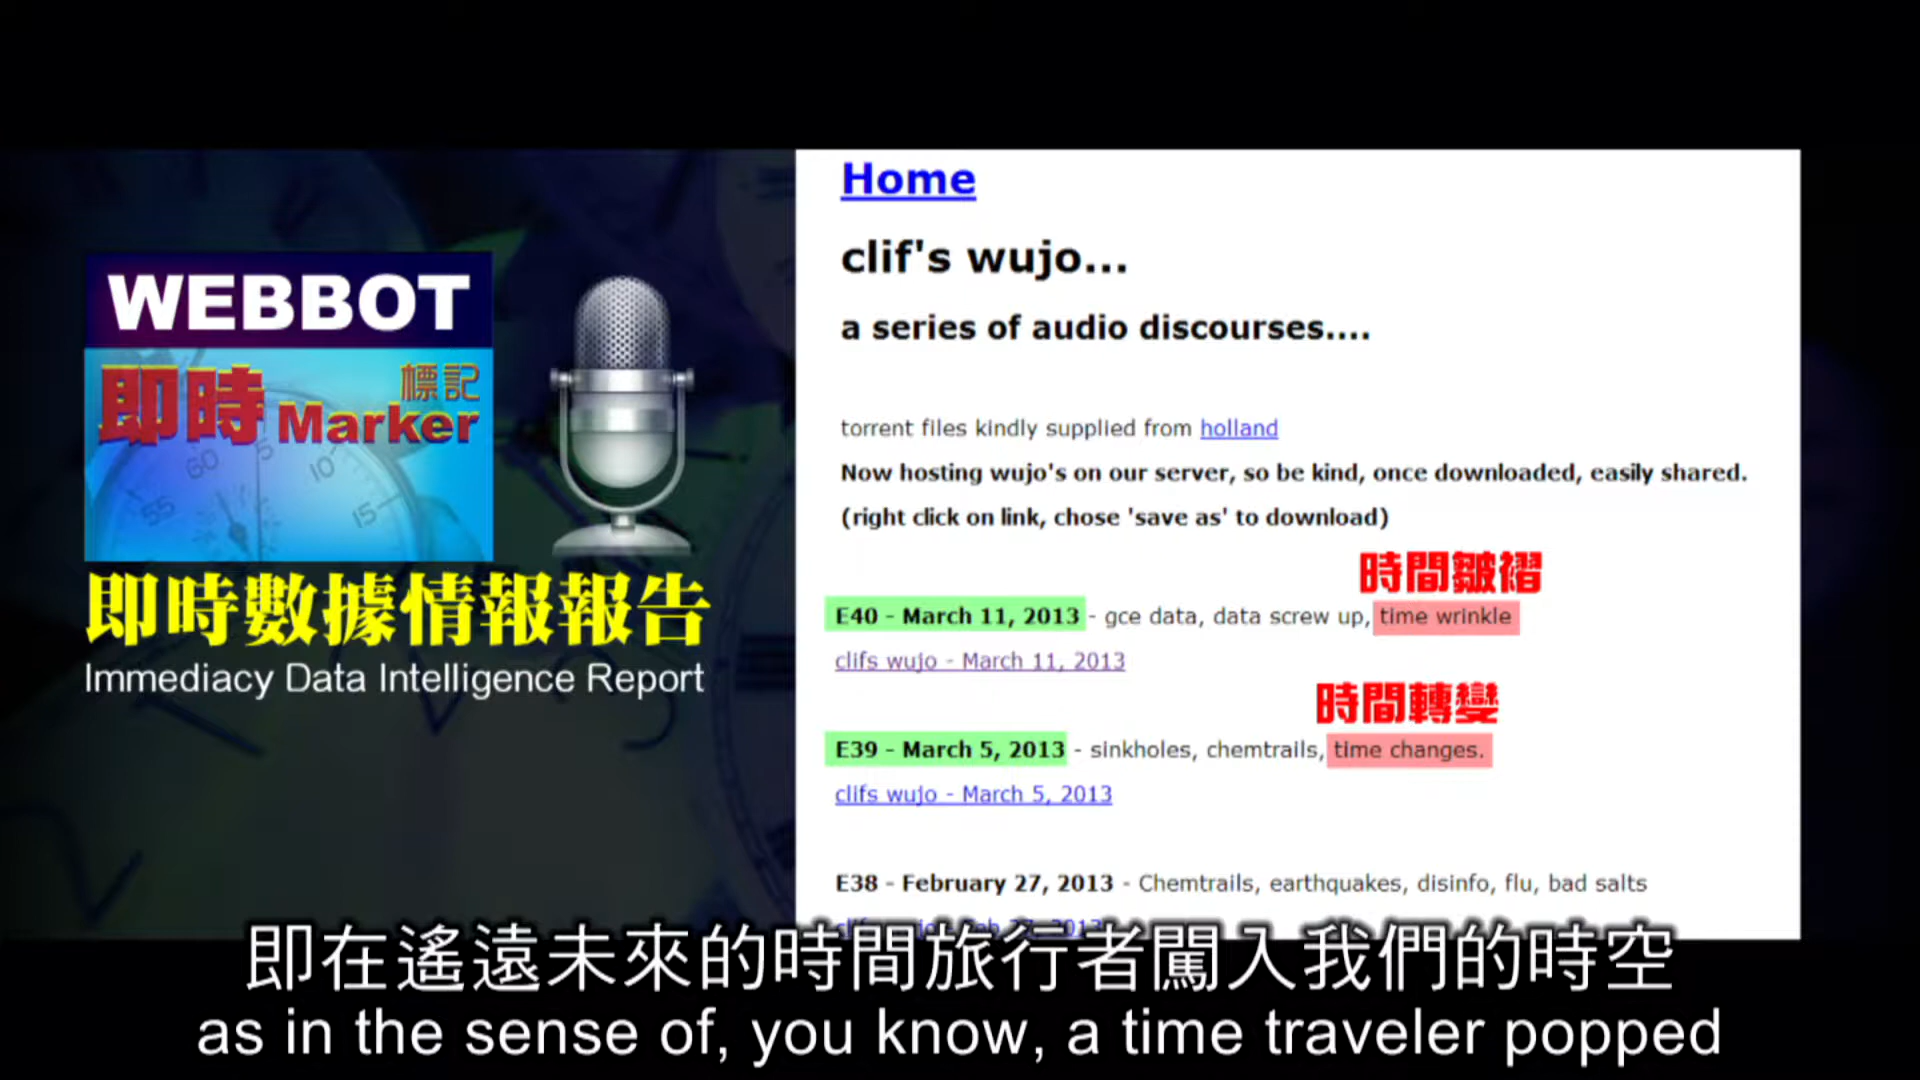 WEBBOT
即時
標記
Marker
60
5
10
55
15
即時數據情報報告
Immediacy Data Intelligence Report
Home
clif's wujo...
a series of audio discourses....
torrent files kindly supplied from holland
Now hosting wujo's on our server, so be kind, once downloaded, easily shared.
(right click on link, chose 'save as' to download)
時間皺褶
E40 - March 11, 2013 - gce data, data screw up, time wrinkle
clifs wujo - March 11, 2013
時間轉變
E39 - March 5, 2013 - sinkholes, chemtrails, time changes.
clifs wujo - March 5, 2013
E38 - February 27, 2013 - Chemtrails, earthquakes, disinfo, flu, bad salts
即在遙遠未來的時間旅行者闖入我們的時空
as in the sense of, you know, a time traveler popped